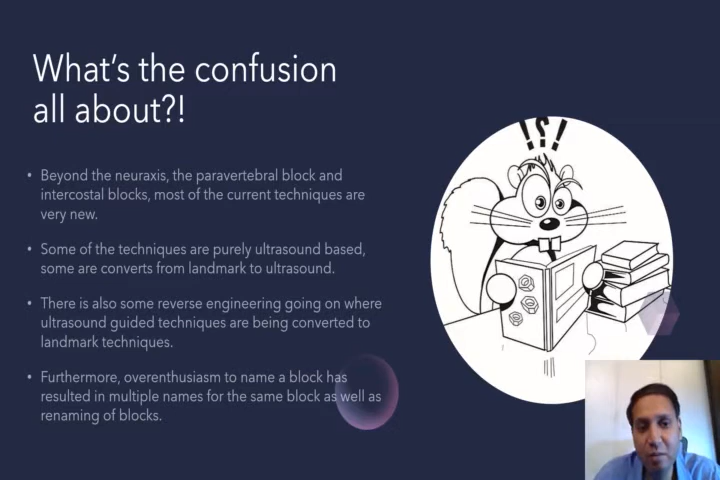 What's the confusion
all about?!
• Beyond the neuraxis, the paravertebral block and
intercostal blocks, most of the current techniques are
very new.
• Some of the techniques are purely ultrasound based,
some are converts from landmark to ultrasound.
• There is also some reverse engineering going on where
ultrasound guided techniques are being converted to
landmark techniques.
• Furthermore, overenthusiasm to name a block has
resulted in multiple names for the same block as well as
renaming of blocks.
!?!